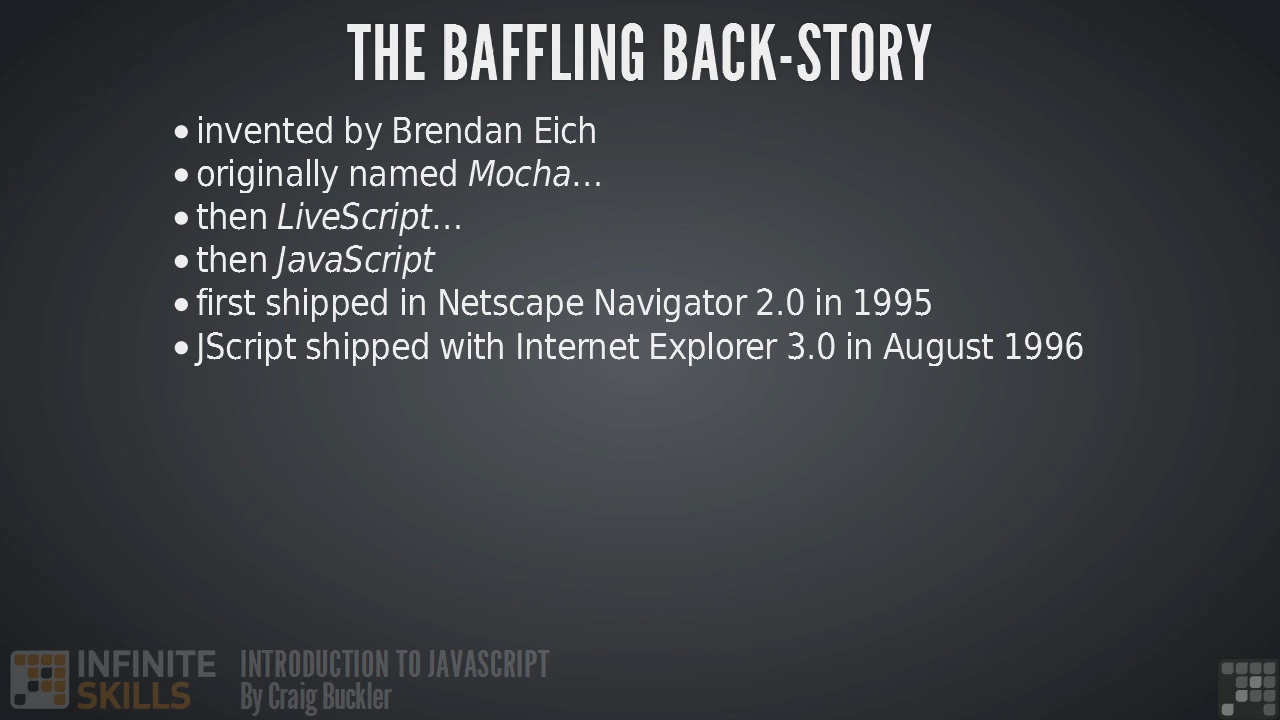 THE BAFFLING BACK-STORY
• invented by Brendan Eich
• originally named Mocha...
• then LiveScript...
• then JavaScript
• first shipped in Netscape Navigator 2.0 in 1995
• JScript shipped with Internet Explorer 3.0 in August 1996
INFINITE SKILLS
INTRODUCTION TO JAVASCRIPT
By Craig Buckler